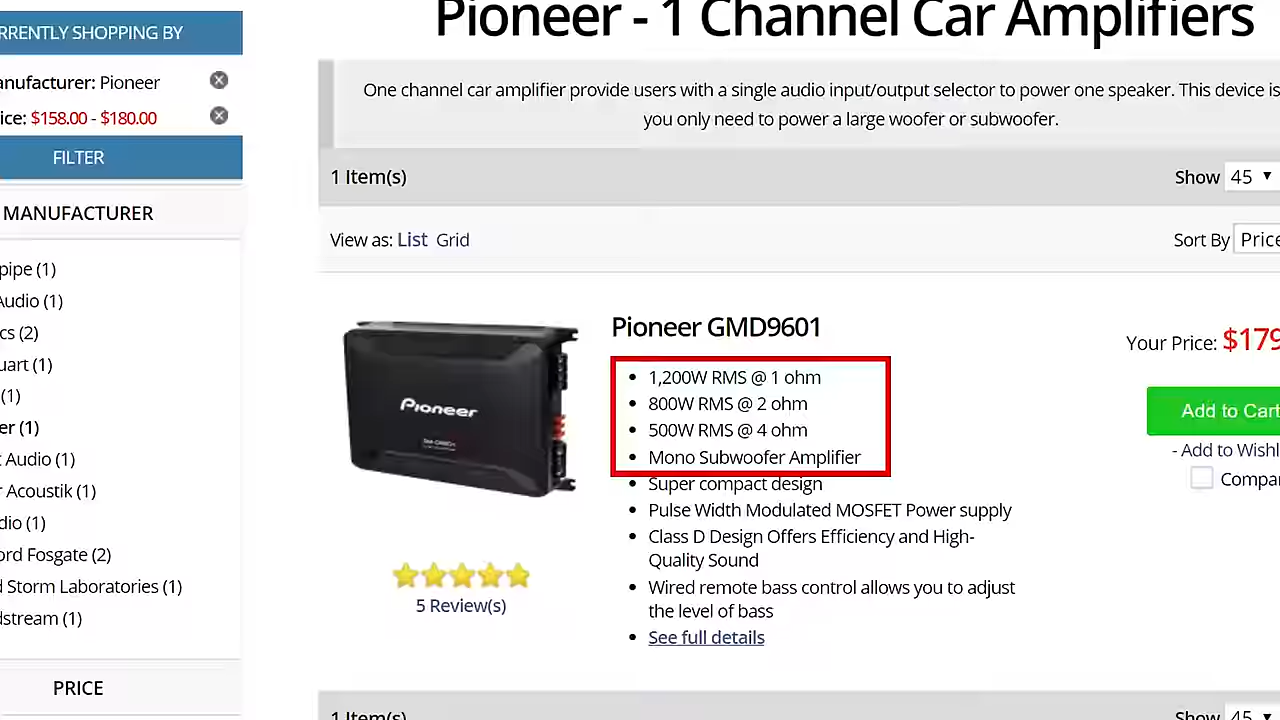 Pioneer - 1 Channel Car Amplifiers
RRENTLY SHOPPING BY
anufacturer: Pioneer
ice: $158.00 - $180.00
FILTER
MANUFACTURER
pipe (1)
Audio (1)
cs (2)
uart (1)
(1)
er (1)
t Audio (1)
r Acoustik (1)
dio (1)
ord Fosgate (2)
d Storm Laboratories (1)
dstream (1)
PRICE
One channel car amplifier provide users with a single audio input/output selector to power one speaker. This device is
you only need to power a large woofer or subwoofer.
1 Item(s)
Show 45
View as: List Grid
Sort By Price
Pioneer
Pioneer GMD9601
1,200W RMS @ 1 ohm
800W RMS @ 2 ohm
500W RMS @ 4 ohm
Mono Subwoofer Amplifier
Super compact design
Pulse Width Modulated MOSFET Power supply
Class D Design Offers Efficiency and High-
Quality Sound
Wired remote bass control allows you to adjust
the level of bass
See full details
5 Review(s)
Your Price: $179
Add to Cart
- Add to Wishl
Compar
1 Item(s)
Show 45